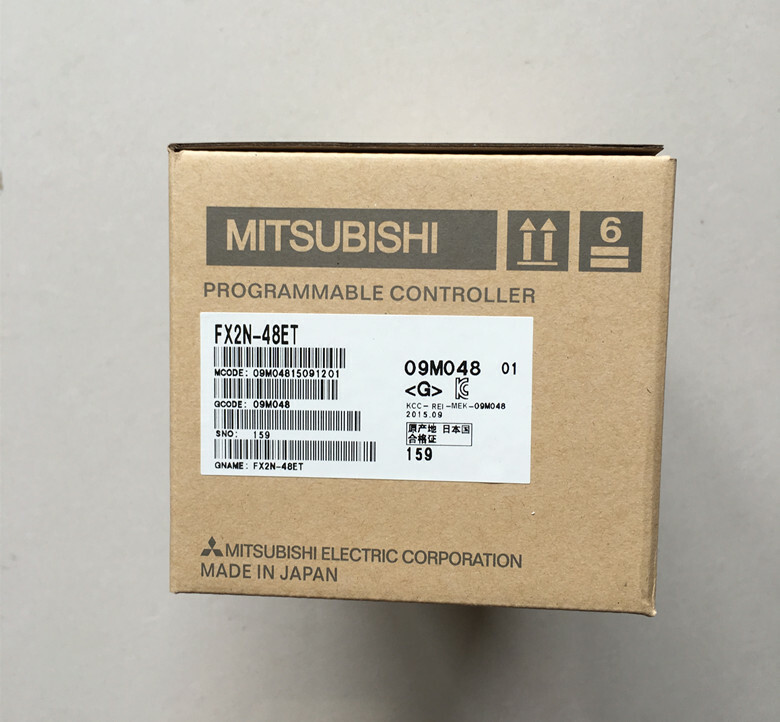 MITSUBISHI
6
PROGRAMMABLE CONTROLLER
FX2N-48ET
MCODE: 09M04815091201
GCODE: 09M048
SNO: 159
GNAME: FX2N-48ET
09M048 01
<G>
KCC-REI-MEK-09M048
2015.09
原产地 日本国
合格证
159
MITSUBISHI ELECTRIC CORPORATION
MADE IN JAPAN